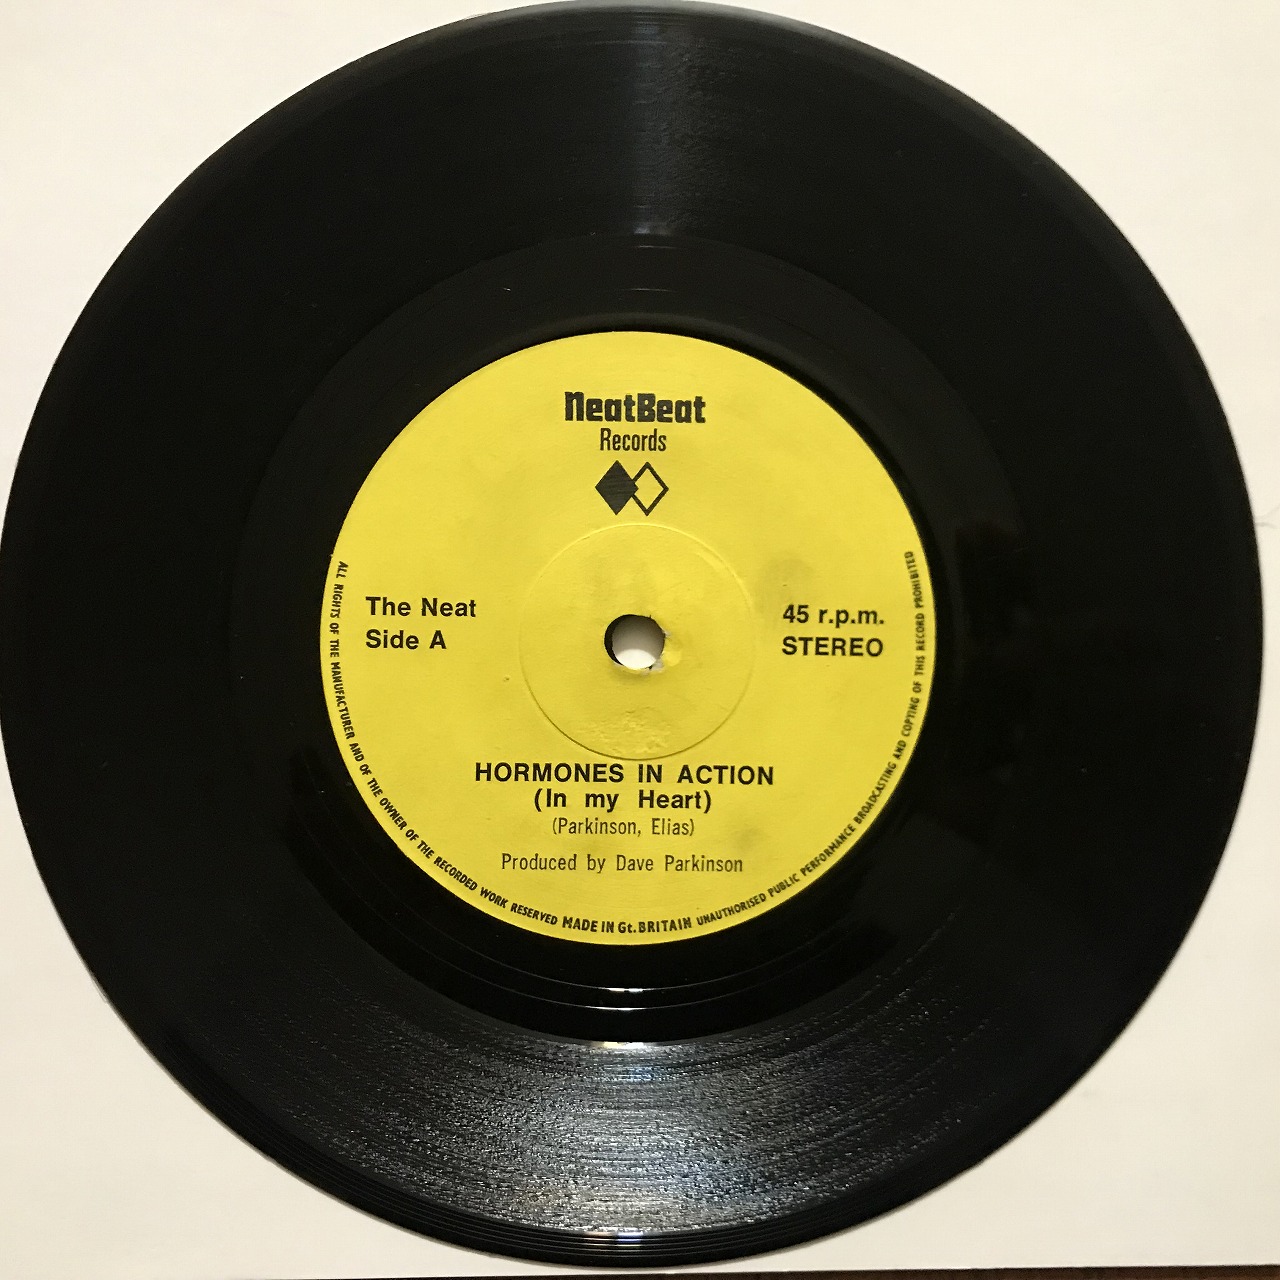 NeatBeat
Records
The Neat
Side A
45 r.p.m.
STEREO
HORMONES IN ACTION
(In my Heart)
(Parkinson, Elias)
Produced by Dave Parkinson
ALL RIGHTS OF THE MANUFACTURER AND OF THE OWNER OF THE RECORDED WORK RESERVED MADE IN Gt. BRITAIN UNAUTHORISED PUBLIC PERFORMANCE BROADCASTING AND COPYING OF THIS RECORD PROHIBITED